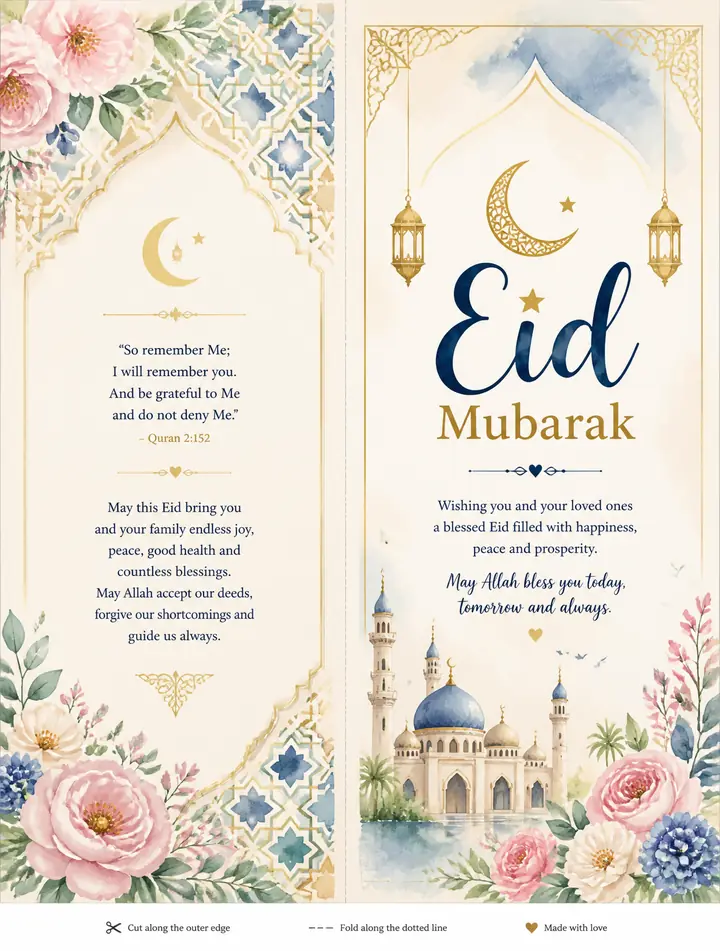 “So remember Me;
I will remember you.
And be grateful to Me
and do not deny Me.”
– Quran 2:152
May this Eid bring you
and your family endless joy,
peace, good health and
countless blessings.
May Allah accept our deeds,
forgive our shortcomings and
guide us always.
Eid
Mubarak
Wishing you and your loved ones
a blessed Eid filled with happiness,
peace and prosperity.
May Allah bless you today,
tomorrow and always.
Cut along the outer edge
Fold along the dotted line
Made with love